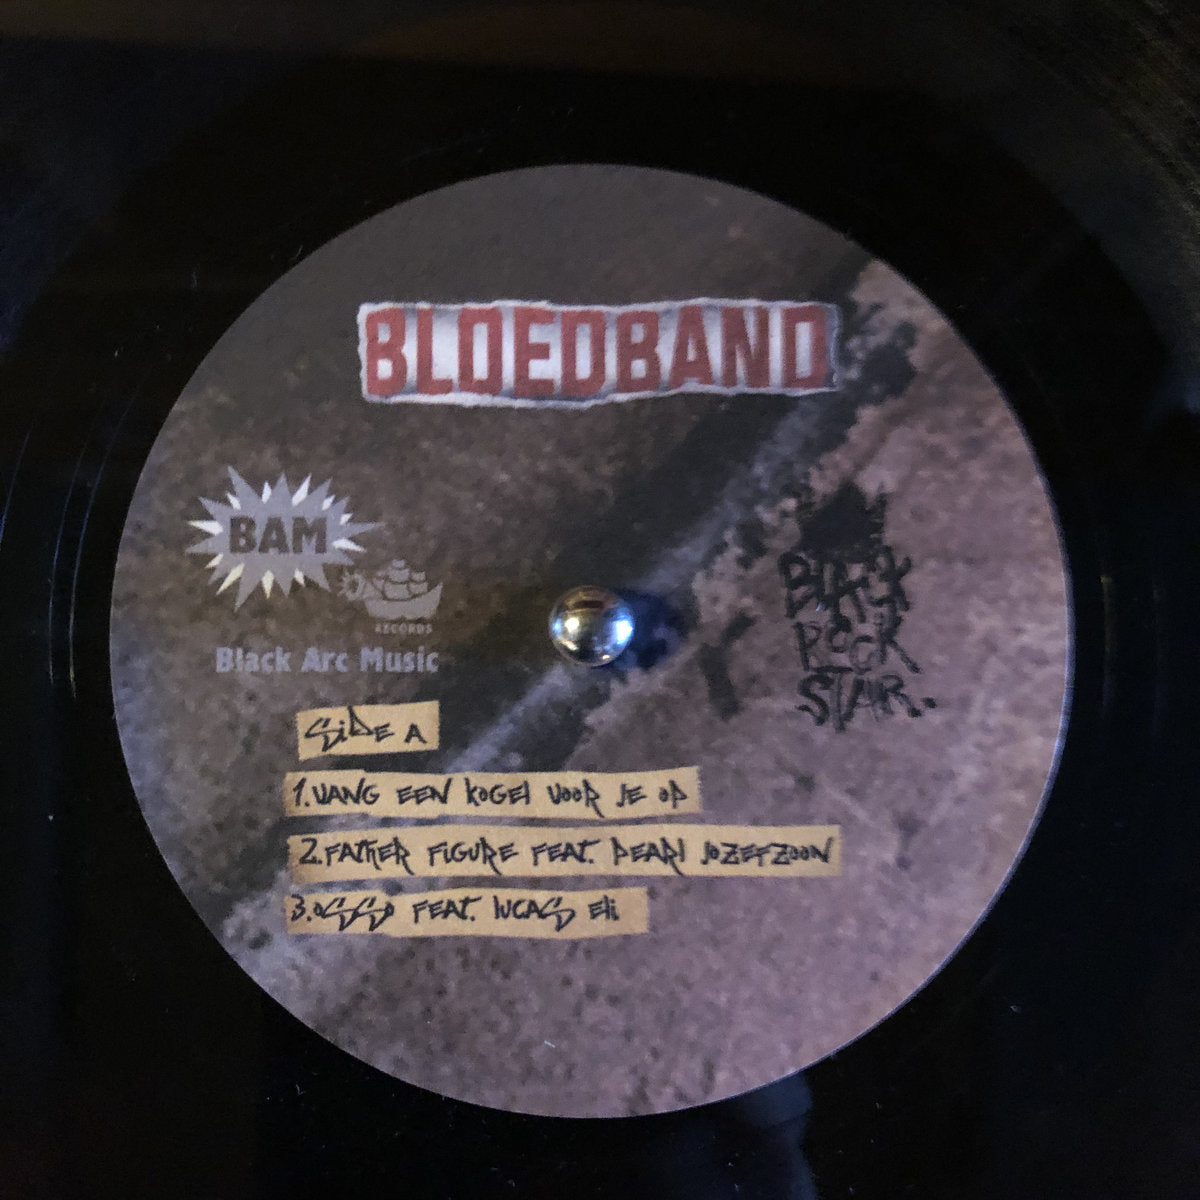 BLOEDBAND
BAM
RECORDS
Black Arc Music
BLACK
ROCK
STAR.
SiDE A
1. VANG EEN KOGEl VOOR JE OP
2. FATHER FIGURE FEAT. PEARl JOZEFZOON
3. OSSO FEAT. lUCAS Eli